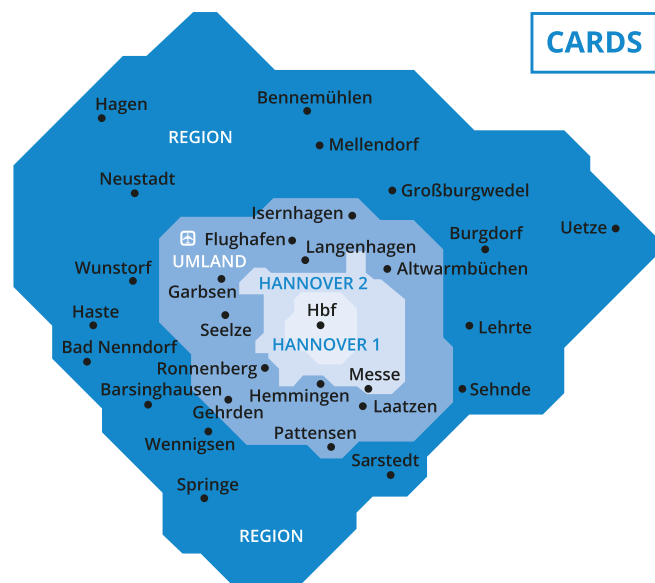 CARDS
Bennemühlen
Hagen
REGION
Mellendorf
Neustadt
Großburgwedel
Isernhagen
Uetze
Burgdorf
Flughafen
Langenhagen
UMLAND
Wunstorf
Altwarmbüchen
HANNOVER 2
Garbsen
Haste
Hbf
Seelze
Lehrte
HANNOVER 1
Bad Nenndorf
Ronnenberg
Messe
Barsinghausen
Hemmingen
Sehnde
Gehrden
Laatzen
Pattensen
Wennigsen
Sarstedt
Springe
REGION